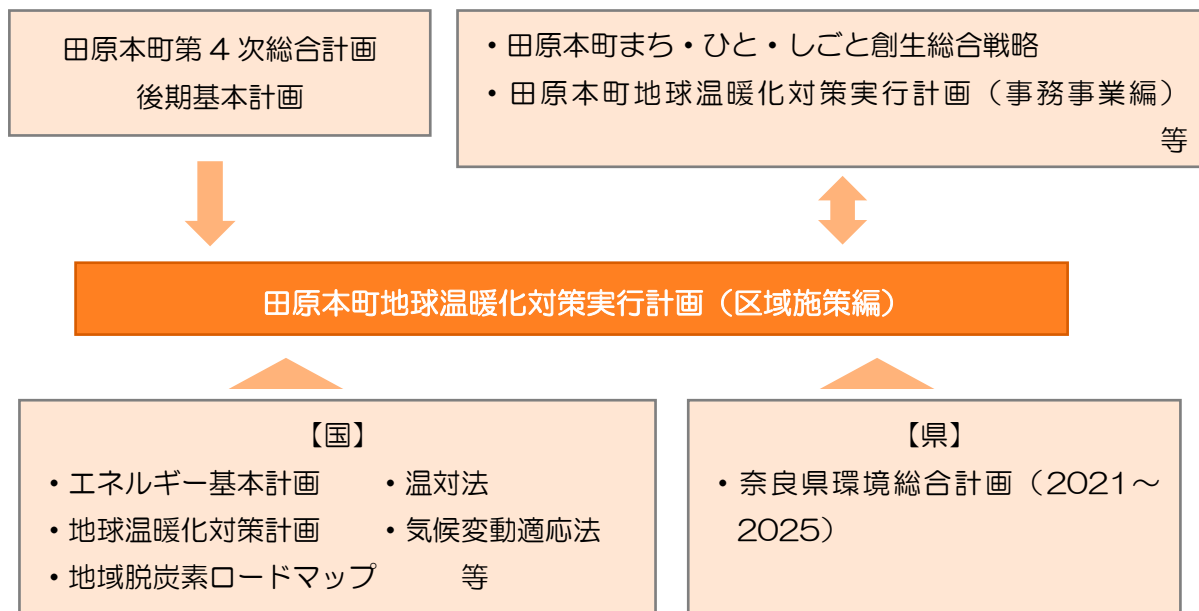 田原本町第4次総合計画
後期基本計画
・田原本町まち・ひと・しごと創生総合戦略
・田原本町地球温暖化対策実行計画（事務事業編）
等
田原本町地球温暖化対策実行計画（区域施策編）
【国】
・エネルギー基本計画　・温対法
・地球温暖化対策計画　・気候変動適応法
・地域脱炭素ロードマップ　等
【県】
・奈良県環境総合計画（2021～
2025）